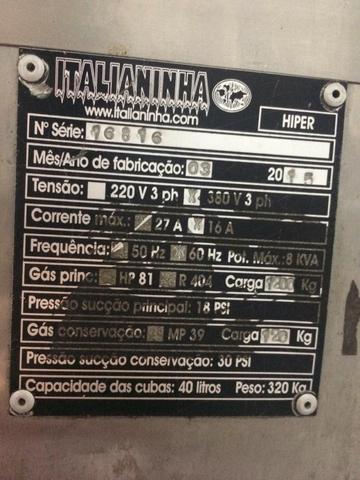 ITALIANINHA
www.italianinha.com
HIPER
Nº Série: 16816
Mês/Ano de fabricação: 03 2015
Tensão: 220 V 3 ph X 380 V 3 ph
Corrente máx.: 27 A X 16 A
Frequência: 50 Hz X 60 Hz Pot. Máx.: 8 KVA
Gás princ: HP 81 X R 404 Carga 1200 Kg
Pressão sucção principal: 18 PSI
Gás conservação: MP 39 Carga Kg
Pressão sucção conservação: 30 PSI
Capacidade das cubas: 40 litros Peso: 320 Kg